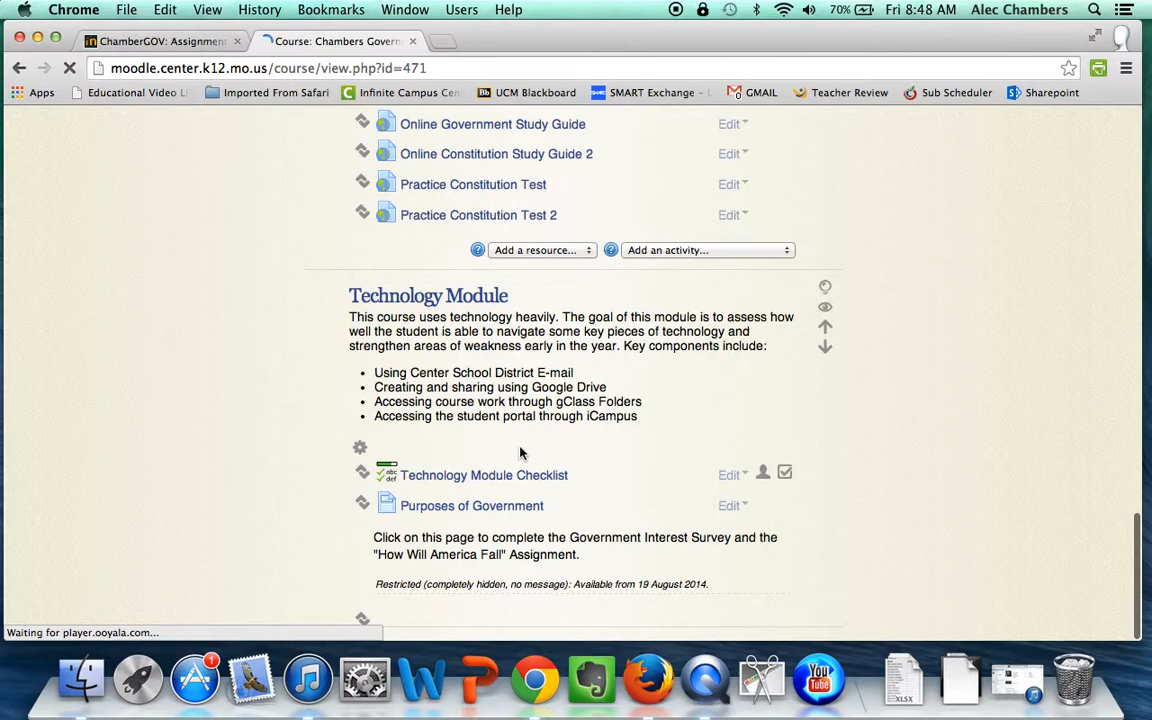 Chrome File Edit View History Bookmarks Window Users Help 70% Fri 8:48 AM Alec Chambers
ChamberGOV: Assignment Course: Chambers Govern
moodle.center.k12.mo.us/course/view.php?id=471
Apps Educational Video Li Imported From Safari Infinite Campus Cen UCM Blackboard SMART Exchange - GMAIL Teacher Review Sub Scheduler Sharepoint
Online Government Study Guide Edit
Online Constitution Study Guide 2 Edit
Practice Constitution Test Edit
Practice Constitution Test 2 Edit
Add a resource... Add an activity...
Technology Module
This course uses technology heavily. The goal of this module is to assess how
well the student is able to navigate some key pieces of technology and
strengthen areas of weakness early in the year. Key components include:
• Using Center School District E-mail
• Creating and sharing using Google Drive
• Accessing course work through gClass Folders
• Accessing the student portal through iCampus
Technology Module Checklist Edit
Purposes of Government Edit
Click on this page to complete the Government Interest Survey and the
"How Will America Fall" Assignment.
Restricted (completely hidden, no message): Available from 19 August 2014.
Waiting for player.ooyala.com...